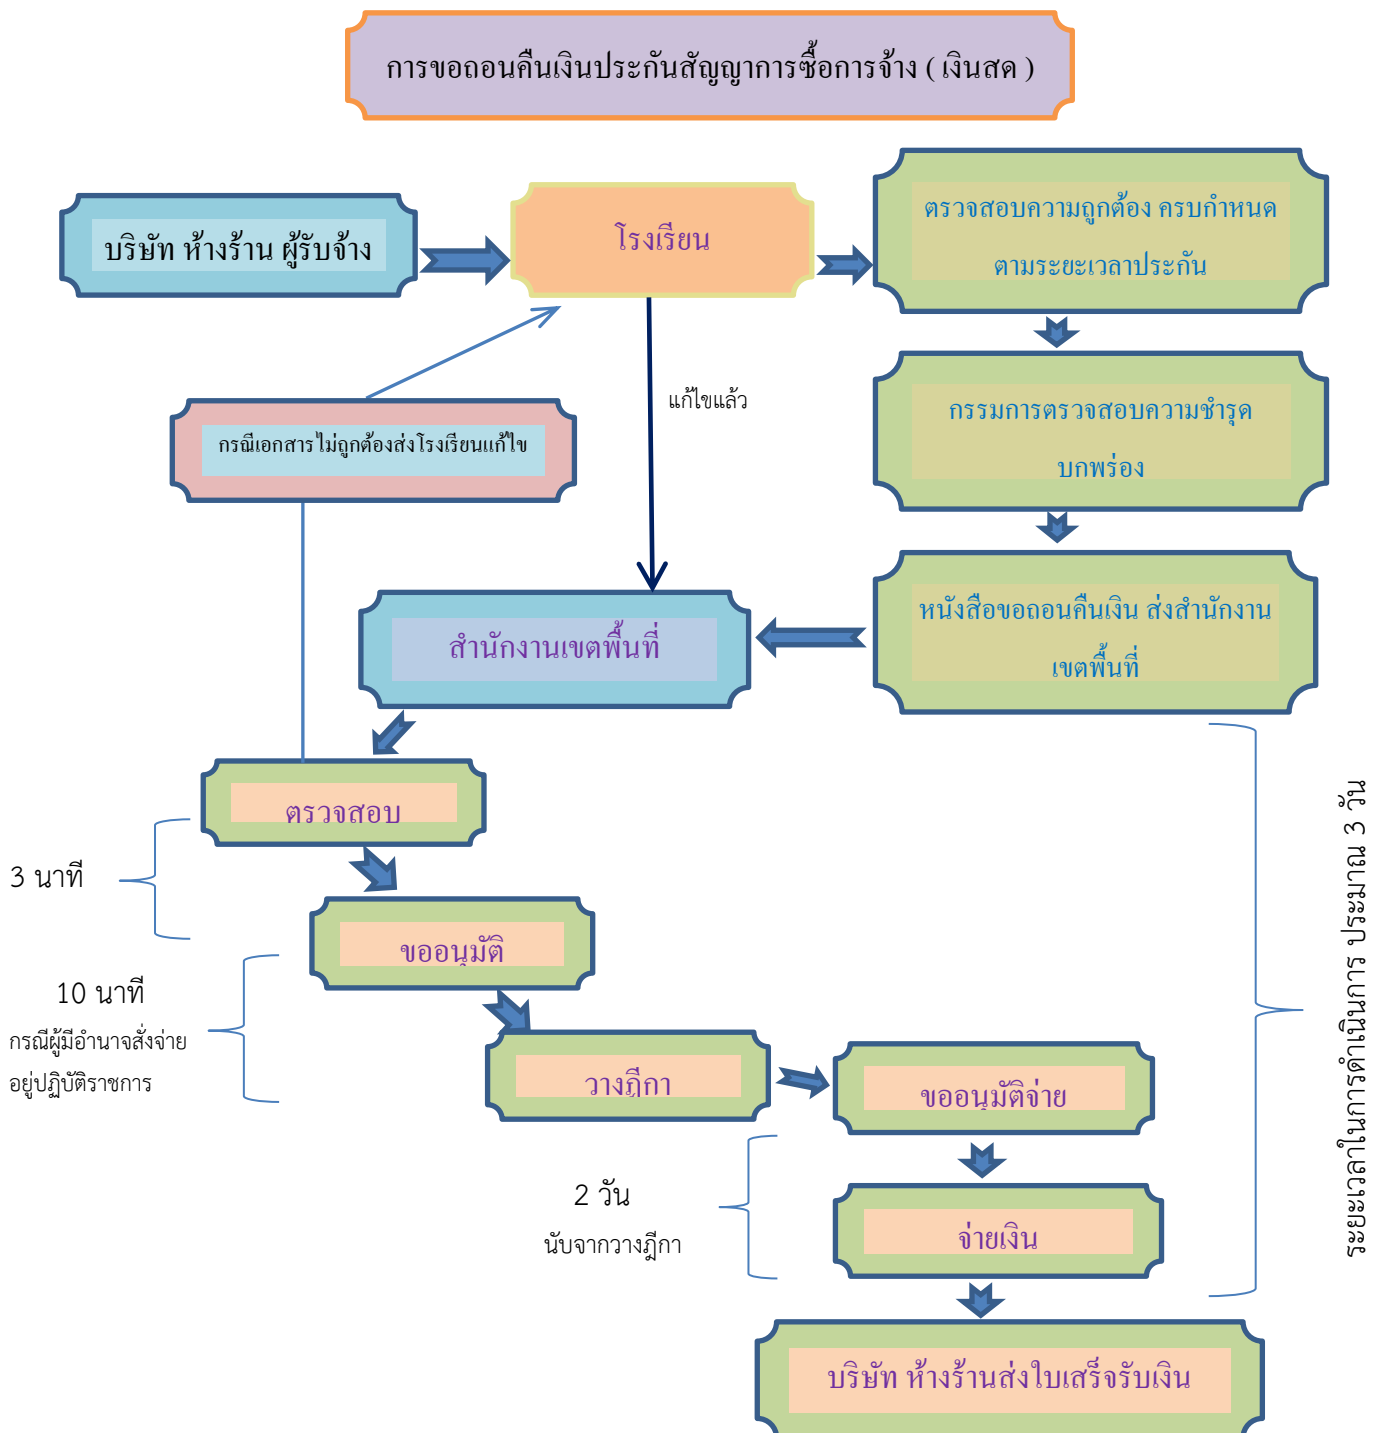 การขอถอนคืนเงินประกันสัญญาการซื้อการจ้าง ( เงินสด )
บริษัท ห้างร้าน ผู้รับจ้าง
โรงเรียน
ตรวจสอบความถูกต้อง ครบกำหนด
ตามระยะเวลาประกัน
แก้ไขแล้ว
กรณีเอกสารไม่ถูกต้องส่งโรงเรียนแก้ไข
กรรมการตรวจสอบความชำรุด
บกพร่อง
หนังสือขอถอนคืนเงิน ส่งสำนักงาน
เขตพื้นที่
สำนักงานเขตพื้นที่
ตรวจสอบ
3 นาที
ขออนุมัติ
10 นาที
กรณีผู้มีอำนาจสั่งจ่าย
อยู่ปฏิบัติราชการ
วางฎีกา
ขออนุมัติจ่าย
2 วัน
นับจากวางฎีกา
จ่ายเงิน
บริษัท ห้างร้านส่งใบเสร็จรับเงิน
ระยะเวลาในการดำเนินการ ประมาณ 3 วัน